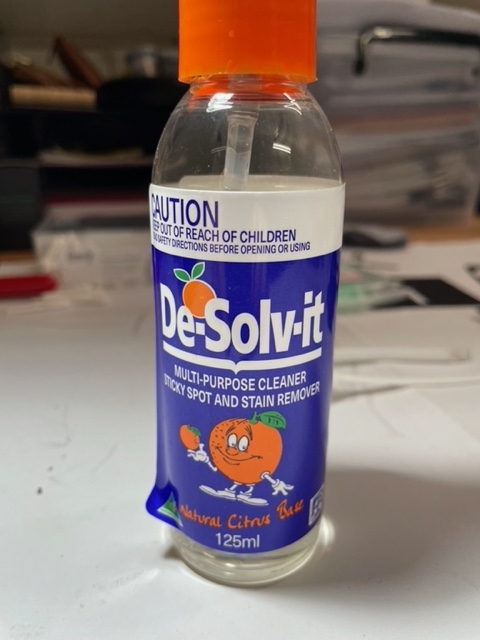 CAUTION
KEEP OUT OF REACH OF CHILDREN
READ SAFETY DIRECTIONS BEFORE OPENING OR USING
De-Solv-it
MULTI-PURPOSE CLEANER
STICKY SPOT AND STAIN REMOVER
Natural Citrus Base
125ml